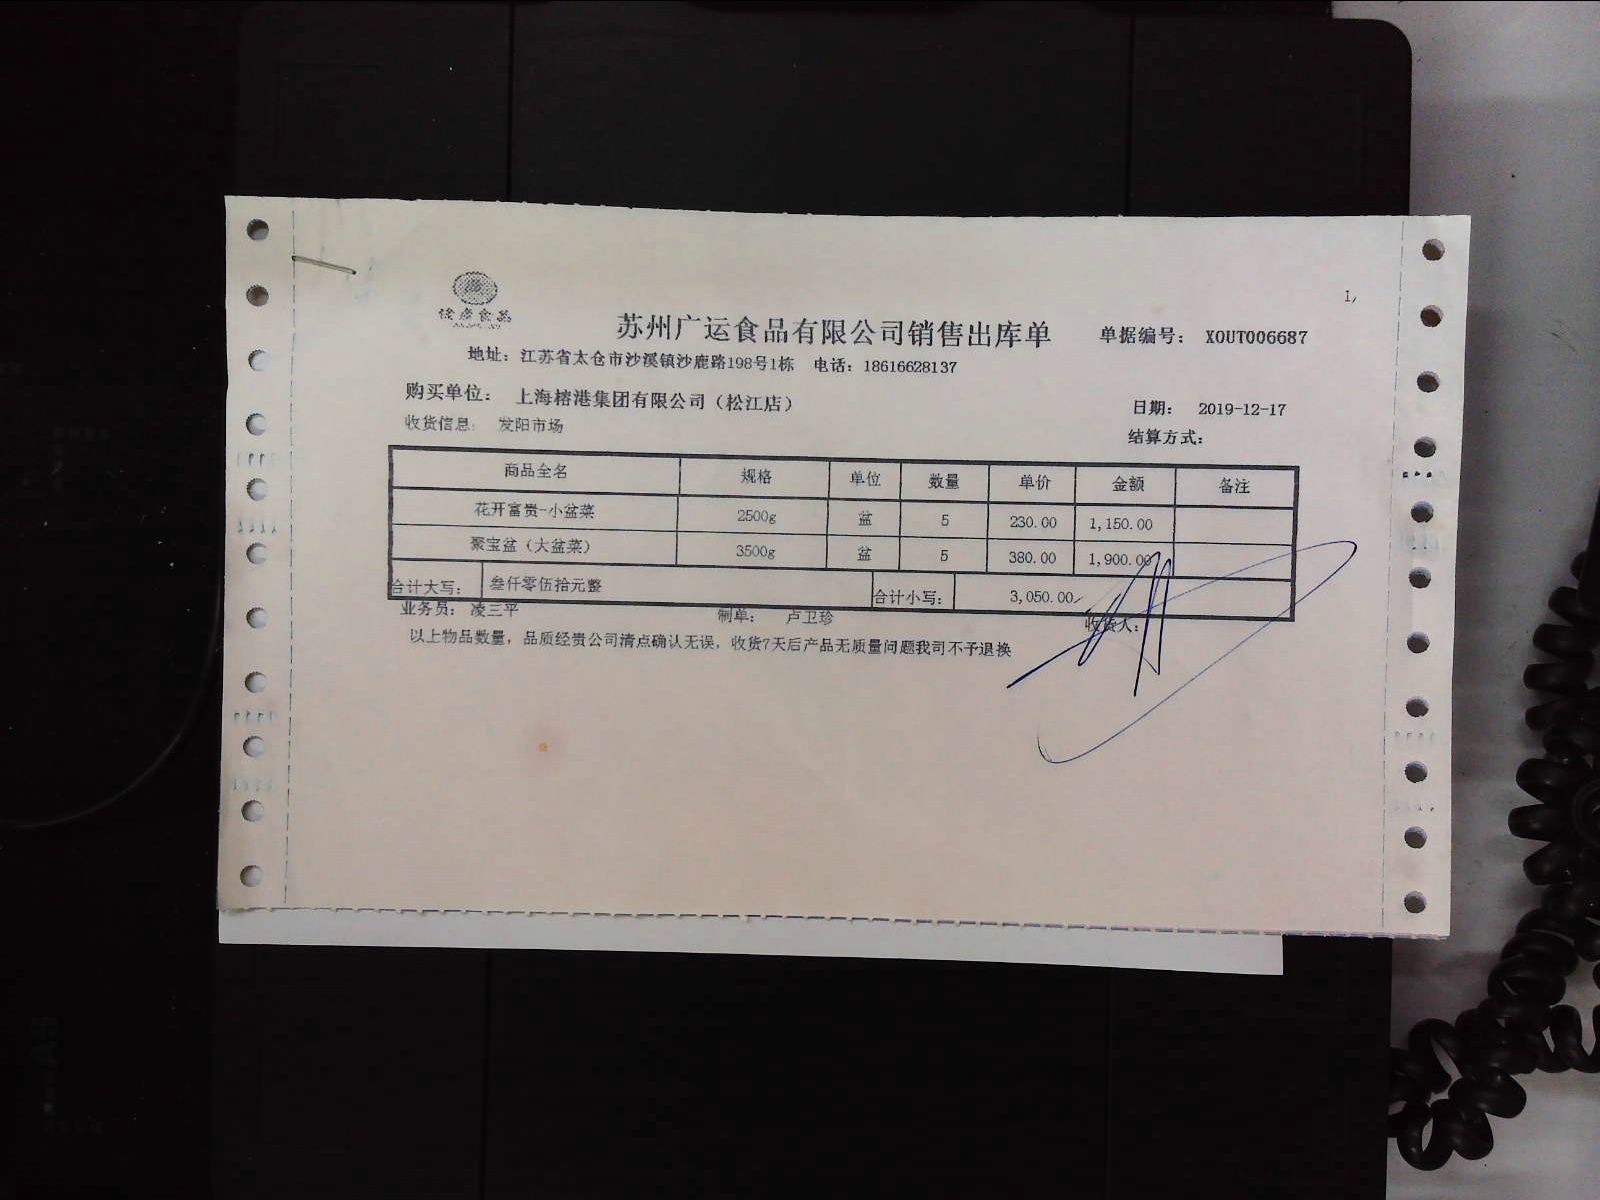 1/
苏州广运食品有限公司销售出库单 单据编号: XOUT006687
地址: 江苏省太仓市沙溪镇沙鹿路198号1栋 电话: 18616628137
购买单位: 上海榕港集团有限公司（松江店）
日期: 2019-12-17
收货信息: 发阳市场
结算方式:
商品全名 规格 单位 数量 单价 金额 备注
花开富贵-小盆菜 2500g 盆 5 230.00 1,150.00
聚宝盆（大盆菜） 3500g 盆 5 380.00 1,900.00
合计大写: 叁仟零伍拾元整 合计小写: 3,050.00
业务员: 凌三平 制单: 卢卫珍 收货人:
以上物品数量, 品质经贵公司清点确认无误, 收货7天后产品无质量问题我司不予退换